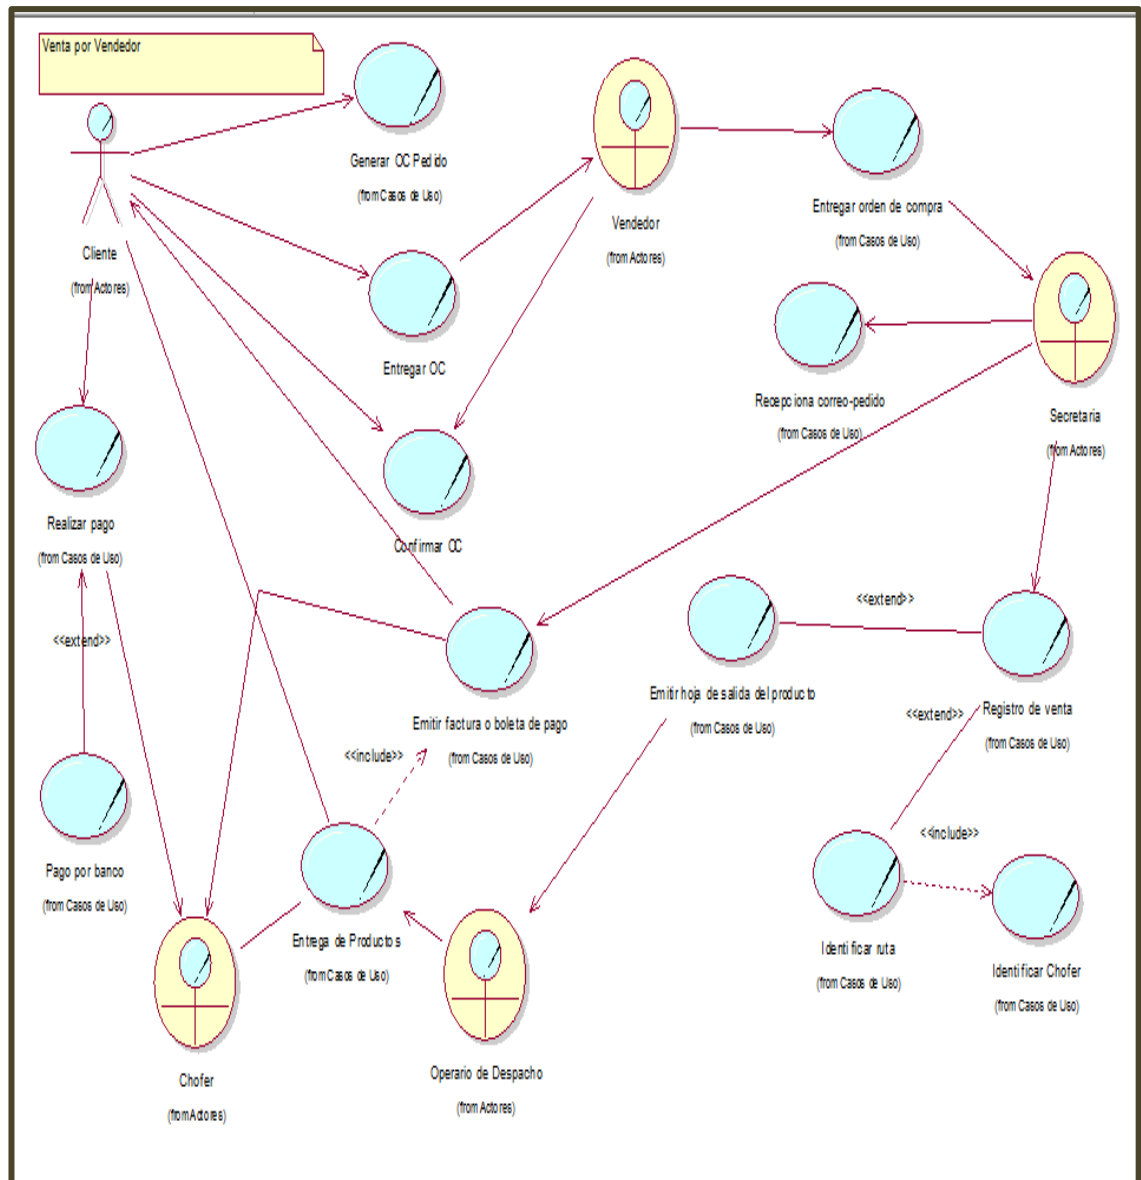 Venta por Vendedor
Generar OC Pedido
(from Casos de Uso)
Vendedor
(from Actores)
Entregar orden de compra
(from Casos de Uso)
Cliente
(from Actores)
Entregar OC
Recepciona correo-pedido
(from Casos de Uso)
Secretaria
(from Actores)
Realizar pago
(from Casos de Uso)
Confirmar OC
<<extend>>
<<extend>>
Emitir factura o boleta de pago
(from Casos de Uso)
Emitir hoja de salida del producto
(from Casos de Uso)
<<extend>>
Registro de venta
(from Casos de Uso)
<<include>>
<<include>>
Pago por banco
(from Casos de Uso)
Entrega de Productos
(from Casos de Uso)
Identificar ruta
(from Casos de Uso)
Identificar Chofer
(from Casos de Uso)
Chofer
(from Actores)
Operario de Despacho
(from Actores)